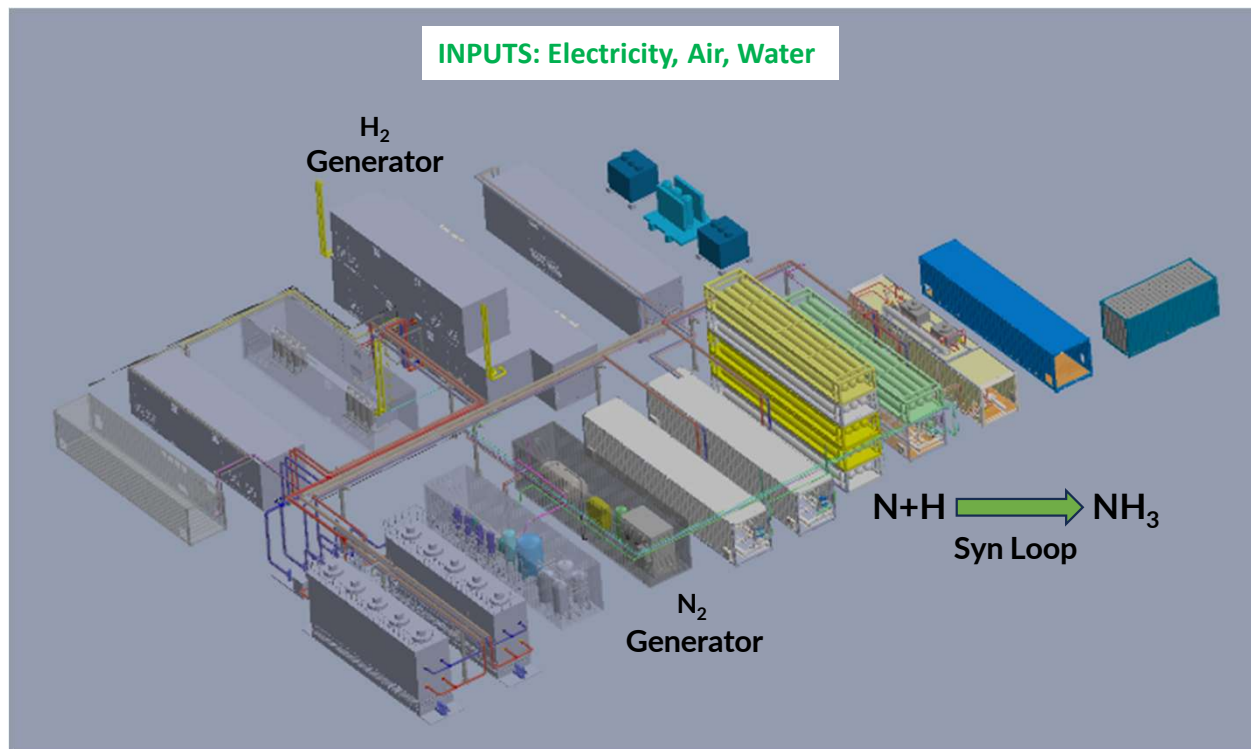 INPUTS: Electricity, Air, Water
H₂
Generator
N+H
NH₃
Syn Loop
N₂
Generator